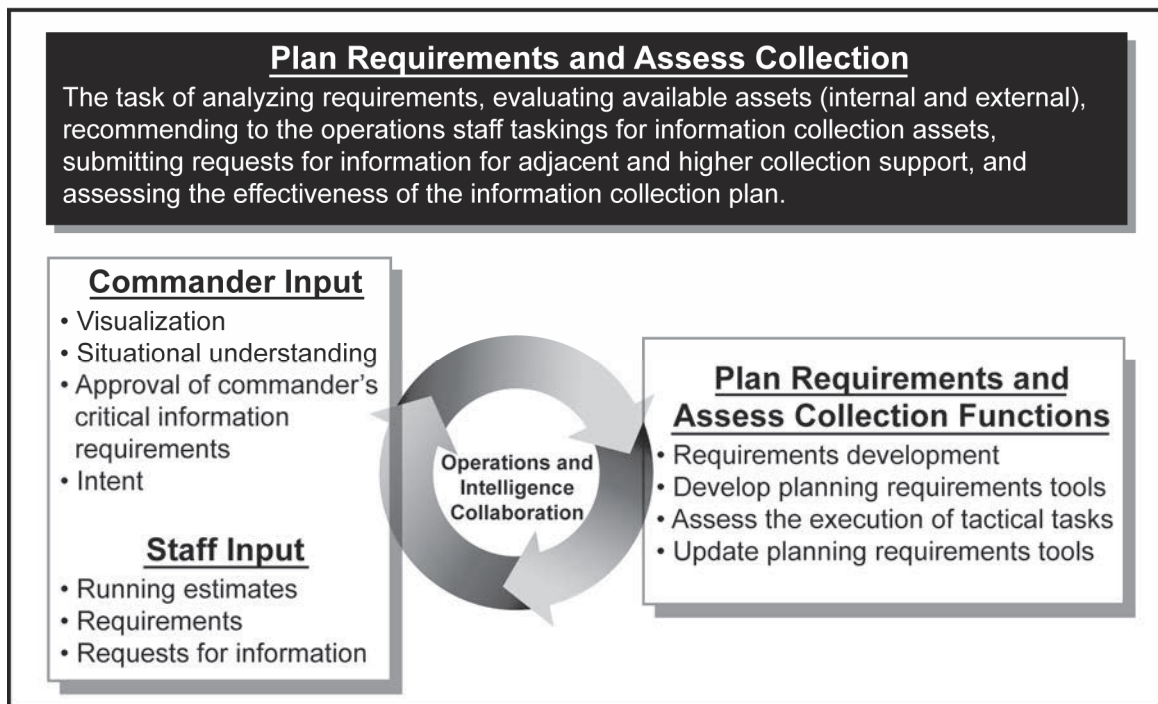 Plan Requirements and Assess Collection
The task of analyzing requirements, evaluating available assets (internal and external),
recommending to the operations staff taskings for information collection assets,
submitting requests for information for adjacent and higher collection support, and
assessing the effectiveness of the information collection plan.
Commander Input
• Visualization
• Situational understanding
• Approval of commander's
critical information
requirements
• Intent
Staff Input
• Running estimates
• Requirements
• Requests for information
Operations and
Intelligence
Collaboration
Plan Requirements and
Assess Collection Functions
• Requirements development
• Develop planning requirements tools
• Assess the execution of tactical tasks
• Update planning requirements tools